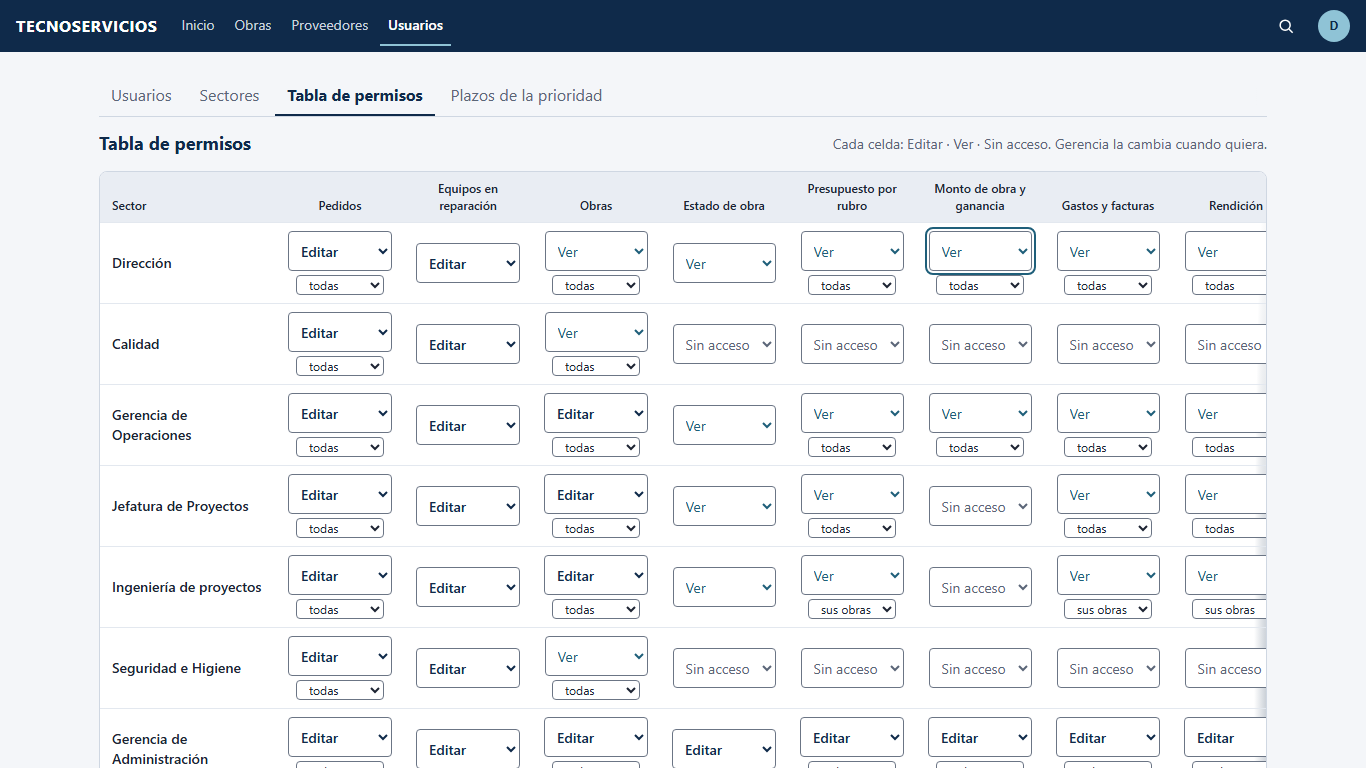 TECNOSERVICIOS Inicio Obras Proveedores Usuarios D
Usuarios Sectores Tabla de permisos Plazos de la prioridad
Tabla de permisos Cada celda: Editar · Ver · Sin acceso. Gerencia la cambia cuando quiera.
Sector Pedidos Equipos en reparación Obras Estado de obra Presupuesto por rubro Monto de obra y ganancia Gastos y facturas Rendición
Dirección Editar Editar Ver Ver Ver Ver Ver Ver
todas todas todas todas todas todas
Calidad Editar Editar Ver Sin acceso Sin acceso Sin acceso Sin acceso Sin acceso
todas todas
Gerencia de Operaciones Editar Editar Editar Ver Ver Ver Ver Ver
todas todas todas todas todas todas
Jefatura de Proyectos Editar Editar Editar Ver Ver Sin acceso Ver Ver
todas todas todas todas todas
Ingeniería de proyectos Editar Editar Editar Ver Ver Sin acceso Ver Ver
todas todas sus obras sus obras sus obras
Seguridad e Higiene Editar Editar Ver Sin acceso Sin acceso Sin acceso Sin acceso Sin acceso
todas todas
Gerencia de Administración Editar Editar Editar Editar Editar Editar Editar Editar